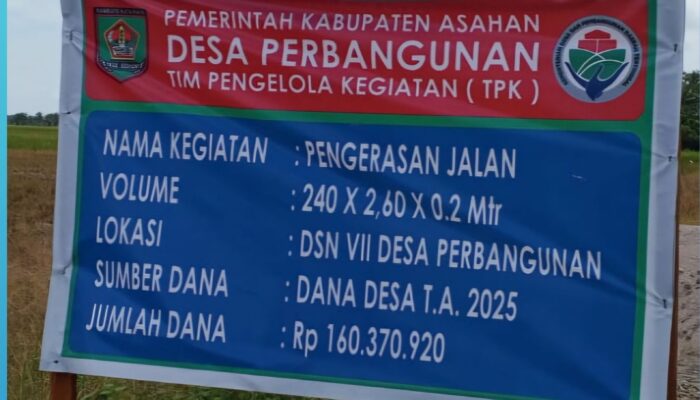 PEMERINTAH KABUPATEN ASAHAN
DESA PERBANGUNAN
TIM PENGELOLA KEGIATAN ( TPK )
NAMA KEGIATAN : PENGERASAN JALAN
VOLUME : 240 X 2,60 X 0.2 Mtr
LOKASI : DSN VII DESA PERBANGUNAN
SUMBER DANA : DANA DESA T.A. 2025
JUMLAH DANA : Rp 160.370.920